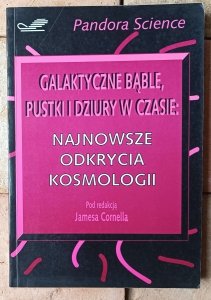 Pandora Science
GALAKTYCZNE BĄBLE,
PUSTKI I DZIURY W CZASIE:
NAJNOWSZE
ODKRYCIA
KOSMOLOGII
Pod redakcją
Jamesa Cornella